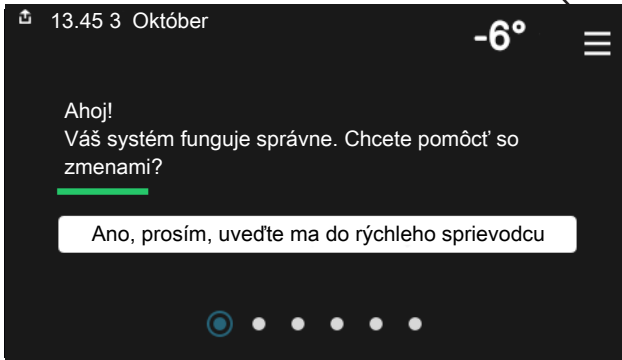 13.45 3 Október
-6°
Ahoj!
Váš systém funguje správne. Chcete pomôcť so
zmenami?
Ano, prosím, uveďte ma do rýchleho sprievodcu